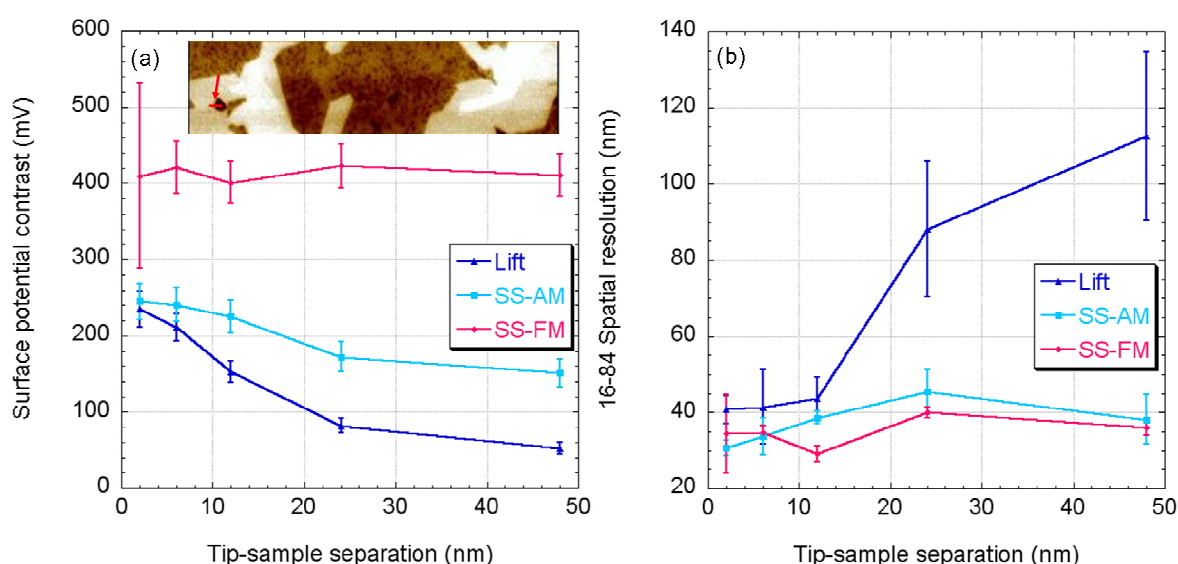 (a)
Surface potential contrast (mV)
600
500
400
300
200
100
0
0 10 20 30 40 50
Tip-sample separation (nm)
Lift
SS-AM
SS-FM
(b)
16-84 Spatial resolution (nm)
140
120
100
80
60
40
20
0 10 20 30 40 50
Tip-sample separation (nm)
Lift
SS-AM
SS-FM